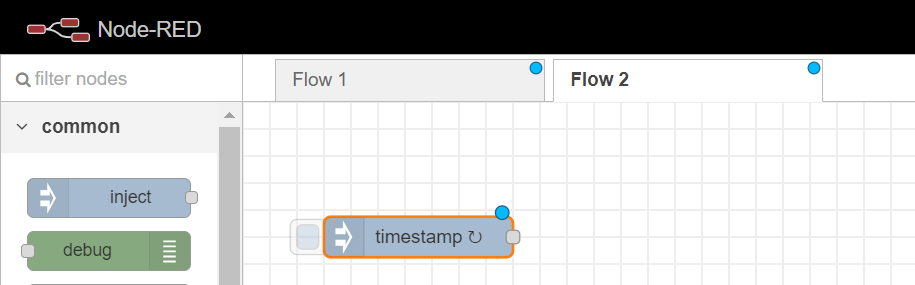 Node-RED
filter nodes
Flow 1
Flow 2
common
inject
debug
timestamp ↻